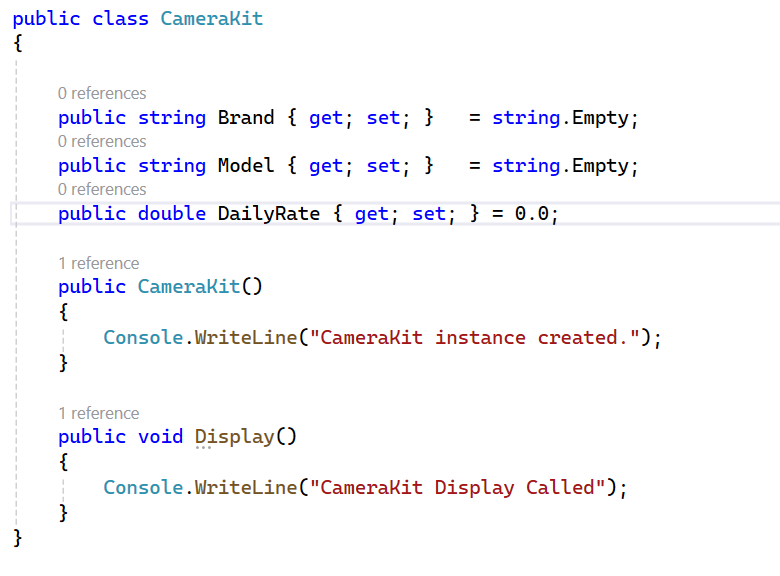 public class CameraKit
{
0 references
public string Brand { get; set; }   = string.Empty;
0 references
public string Model { get; set; }   = string.Empty;
0 references
public double DailyRate { get; set; } = 0.0;
1 reference
public CameraKit()
{
Console.WriteLine("CameraKit instance created.");
}
1 reference
public void Display()
{
Console.WriteLine("CameraKit Display Called");
}
}